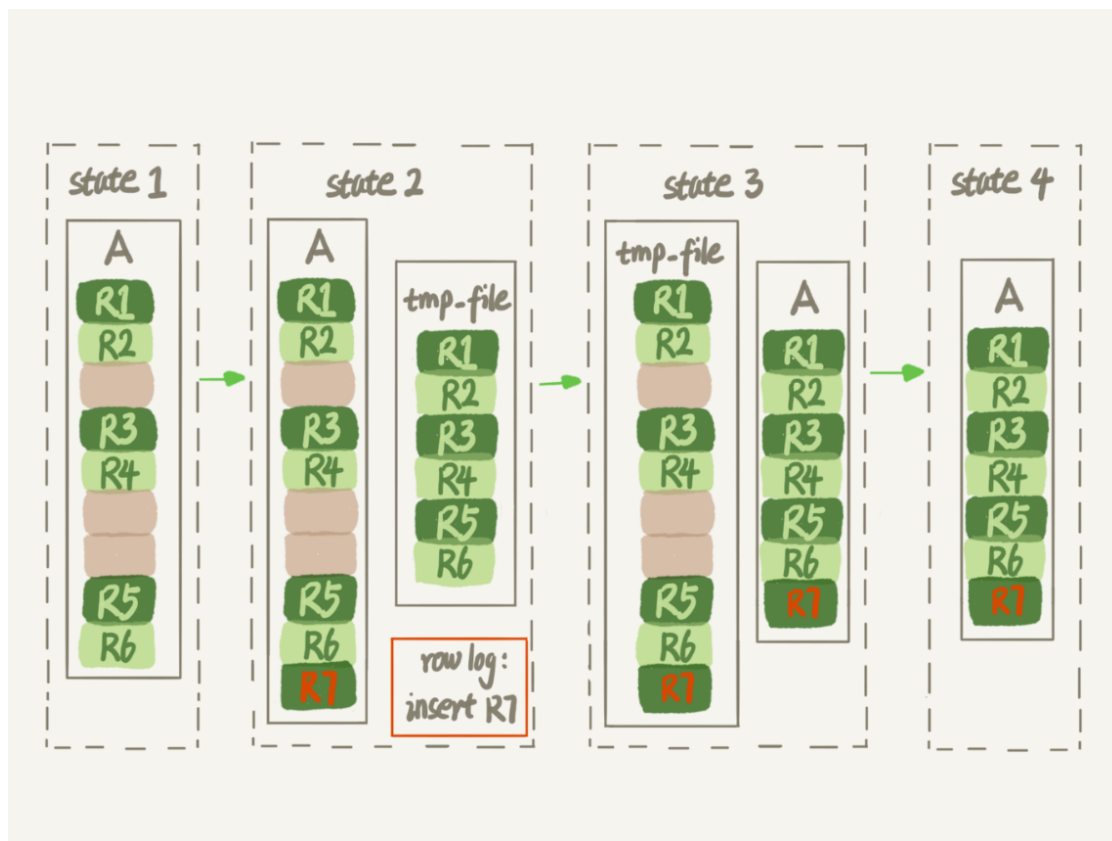 state 1
A
R1
R2
R3
R4
R5
R6
state 2
A
R1
R2
R3
R4
R5
R6
R7
tmp-file
R1
R2
R3
R4
R5
R6
row log:
insert R7
state 3
tmp-file
R1
R2
R3
R4
R5
R6
R7
A
R1
R2
R3
R4
R5
R6
R7
state 4
A
R1
R2
R3
R4
R5
R6
R7